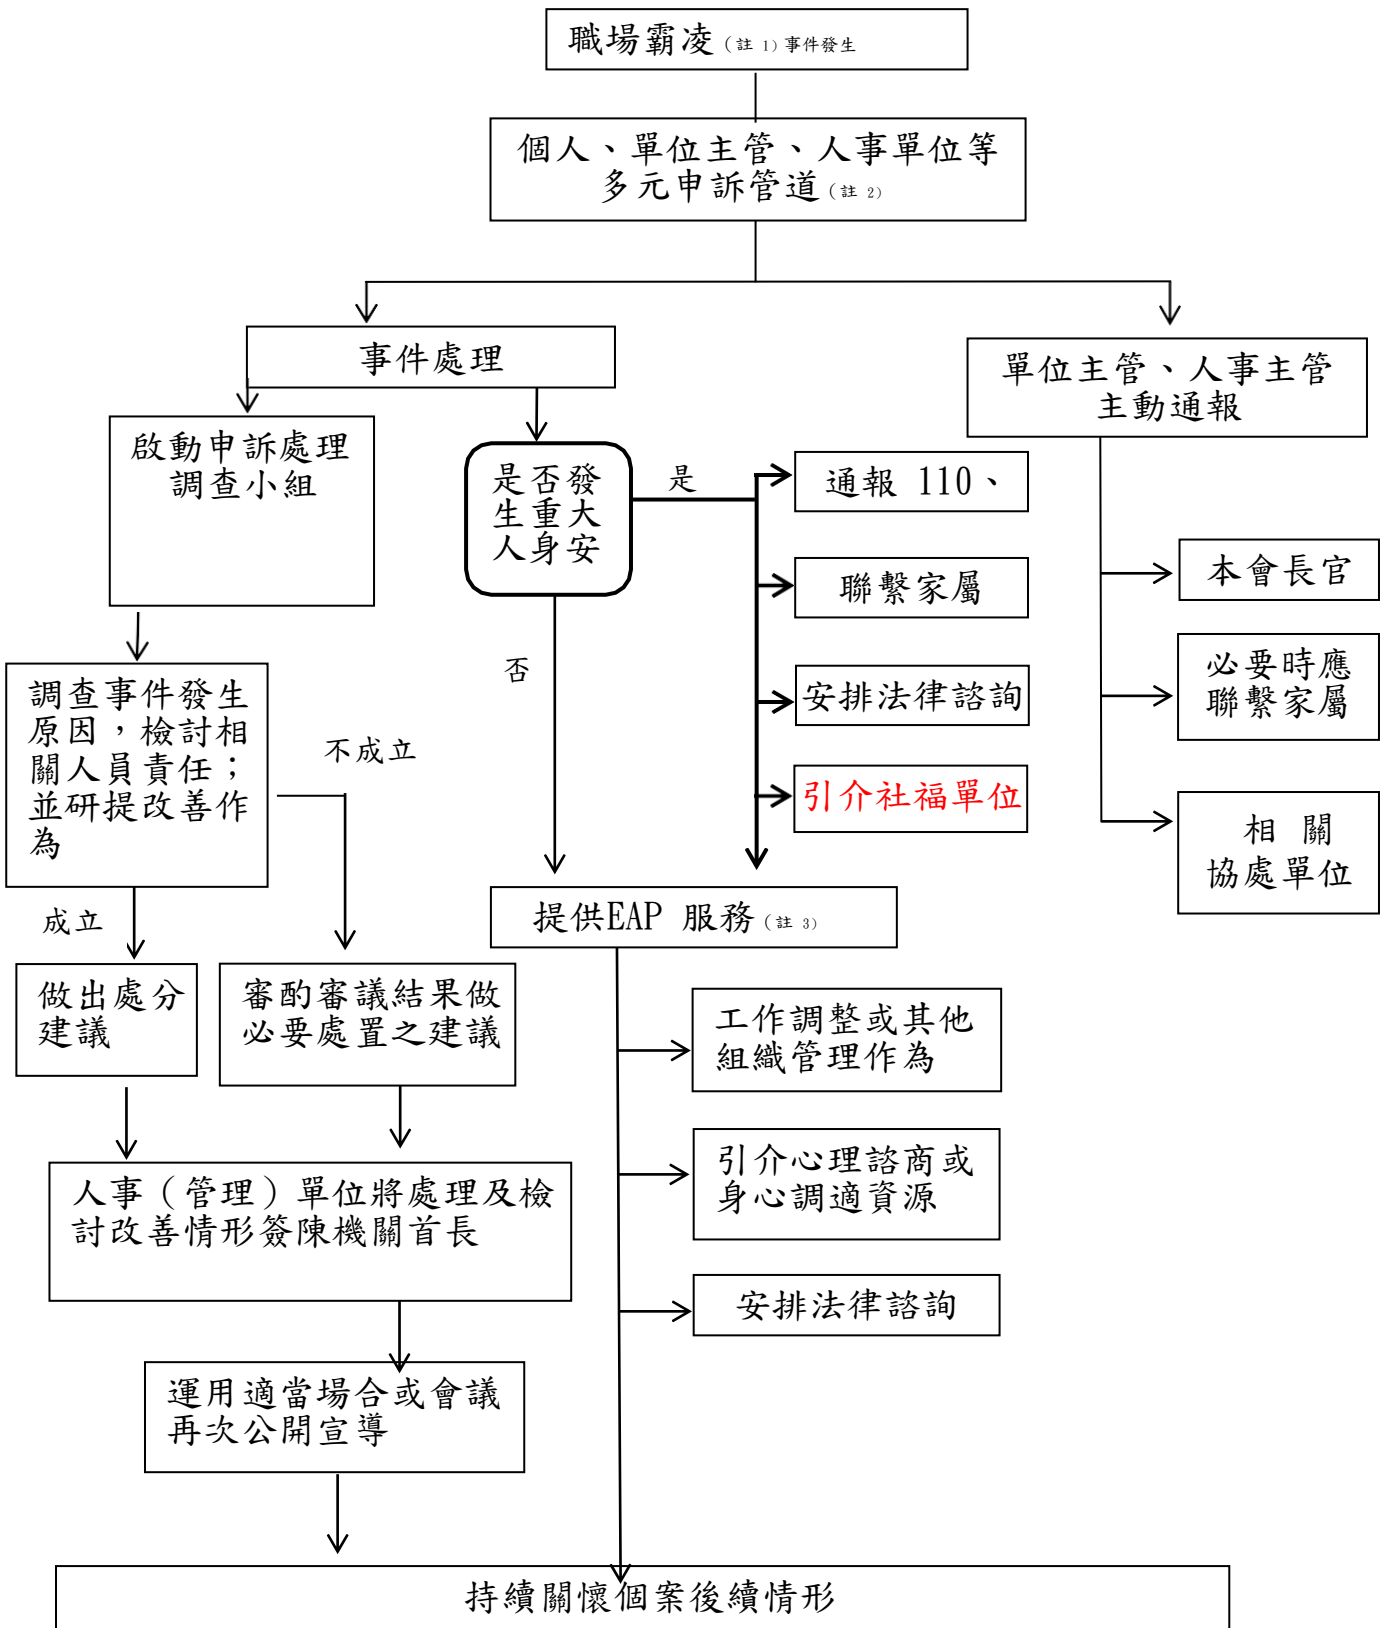 職場霸凌(註 1)事件發生
個人、單位主管、人事單位等
多元申訴管道(註 2)
事件處理
單位主管、人事主管
主動通報
啟動申訴處理
調查小組
是否發
生重大
人身安
是
否
通報 110、
聯繫家屬
安排法律諮詢
引介社福單位
本會長官
必要時應
聯繫家屬
相 關
協處單位
調查事件發生
原因，檢討相
關人員責任；
並研提改善作
為
不成立
成立
做出處分
建議
審酌審議結果做
必要處置之建議
提供EAP 服務(註 3)
工作調整或其他
組織管理作為
引介心理諮商或
身心調適資源
安排法律諮詢
人事（管理）單位將處理及檢
討改善情形簽陳機關首長
運用適當場合或會議
再次公開宣導
持續關懷個案後續情形